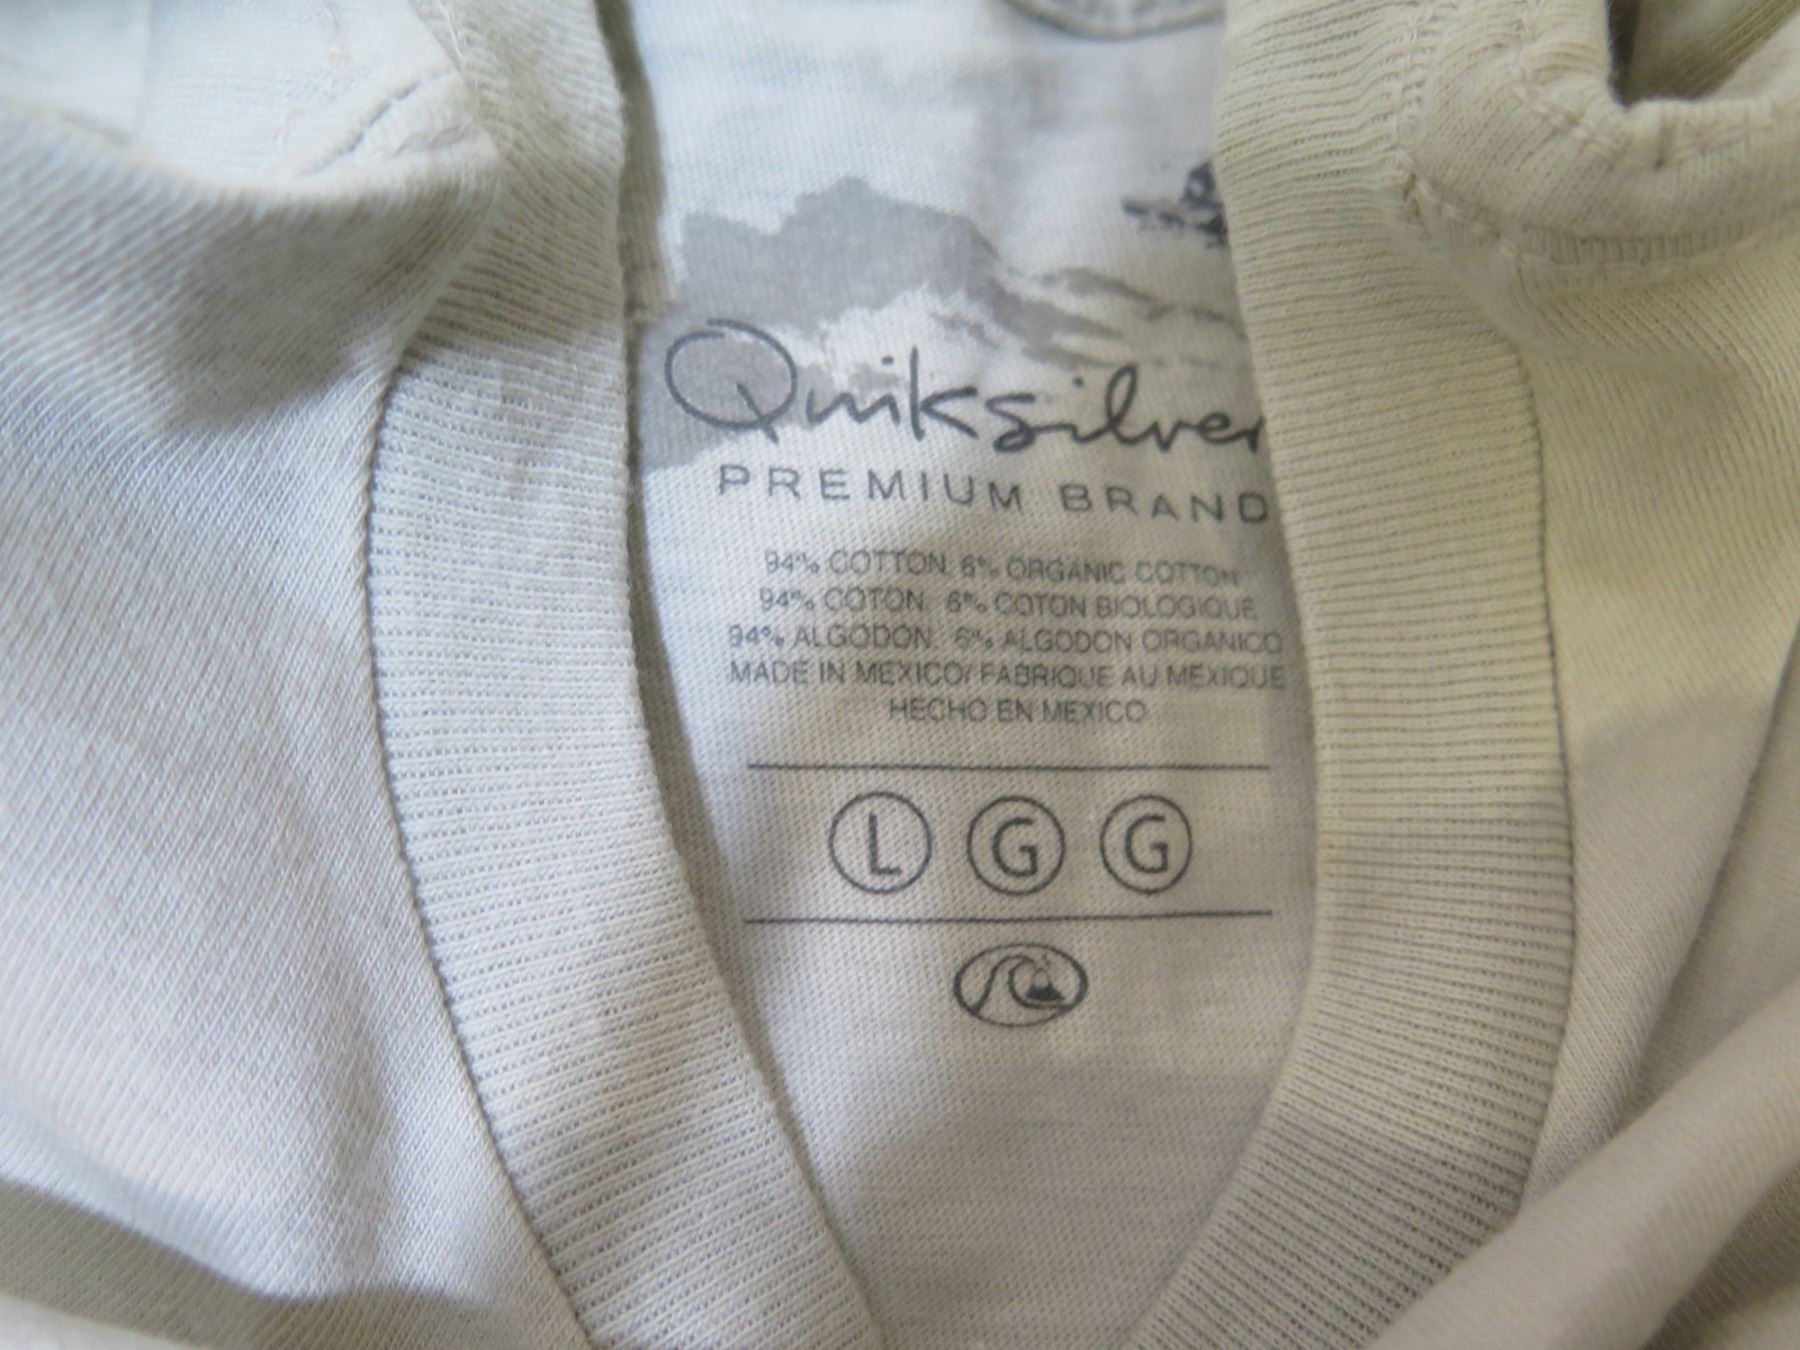 Quiksilver
PREMIUM BRAND
94% COTTON, 6% ORGANIC COTTON
94% COTON, 6% COTON BIOLOGIQUE
94% ALGODON, 6% ALGODON ORGANICO
MADE IN MEXICO/ FABRIQUE AU MEXIQUE
HECHO EN MEXICO
L G G